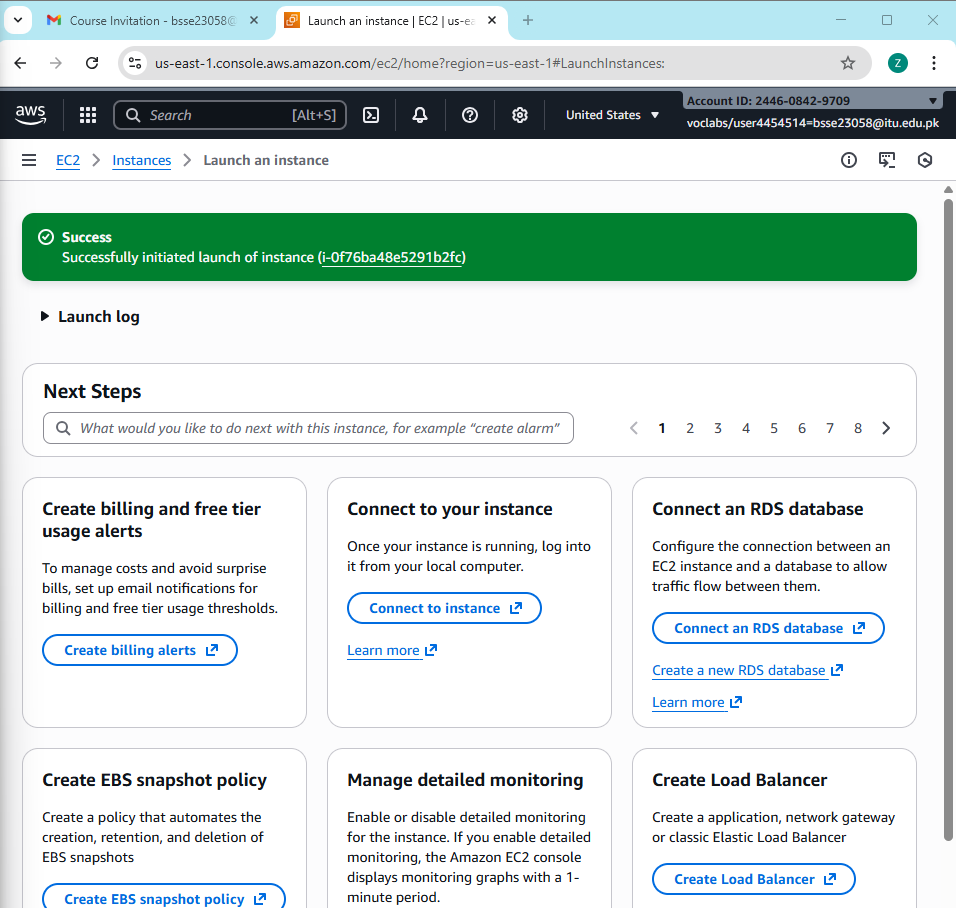 Course Invitation - bsse23058@
Launch an instance | EC2 | us-ea
us-east-1.console.aws.amazon.com/ec2/home?region=us-east-1#LaunchInstances:
Z
aws
Search
[Alt+S]
United States
Account ID: 2446-0842-9709
voclabs/user4454514=bsse23058@itu.edu.pk
EC2
Instances
Launch an instance
Success
Successfully initiated launch of instance (i-0f76ba48e5291b2fc)
Launch log
Next Steps
What would you like to do next with this instance, for example “create alarm”
1 2 3 4 5 6 7 8
Create billing and free tier
usage alerts
To manage costs and avoid surprise
bills, set up email notifications for
billing and free tier usage thresholds.
Create billing alerts
Connect to your instance
Once your instance is running, log into
it from your local computer.
Connect to instance
Learn more
Connect an RDS database
Configure the connection between an
EC2 instance and a database to allow
traffic flow between them.
Connect an RDS database
Create a new RDS database
Learn more
Create EBS snapshot policy
Create a policy that automates the
creation, retention, and deletion of
EBS snapshots
Create EBS snapshot policy
Manage detailed monitoring
Enable or disable detailed monitoring
for the instance. If you enable detailed
monitoring, the Amazon EC2 console
displays monitoring graphs with a 1-
minute period.
Create Load Balancer
Create a application, network gateway
or classic Elastic Load Balancer
Create Load Balancer